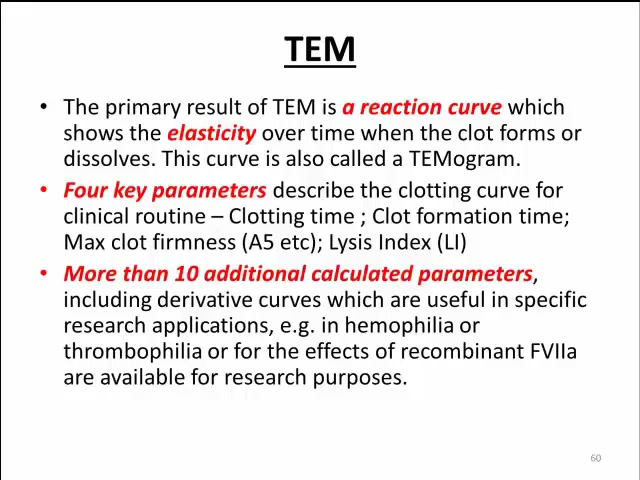 TEM
• The primary result of TEM is a reaction curve which
shows the elasticity over time when the clot forms or
dissolves. This curve is also called a TEMogram.
• Four key parameters describe the clotting curve for
clinical routine – Clotting time ; Clot formation time;
Max clot firmness (A5 etc); Lysis Index (LI)
• More than 10 additional calculated parameters,
including derivative curves which are useful in specific
research applications, e.g. in hemophilia or
thrombophilia or for the effects of recombinant FVIIa
are available for research purposes.
60